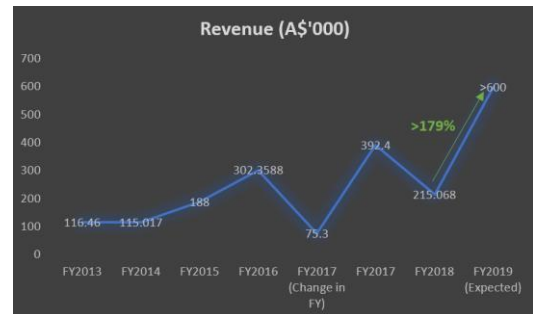 Revenue (A$'000)
700
600
500
400
300
200
100
0
116.46
115.017
188
302.3588
75.3
392.4
215.068
>600
>179%
FY2013
FY2014
FY2015
FY2016
FY2017
(Change in
FY)
FY2017
FY2018
FY2019
(Expected)